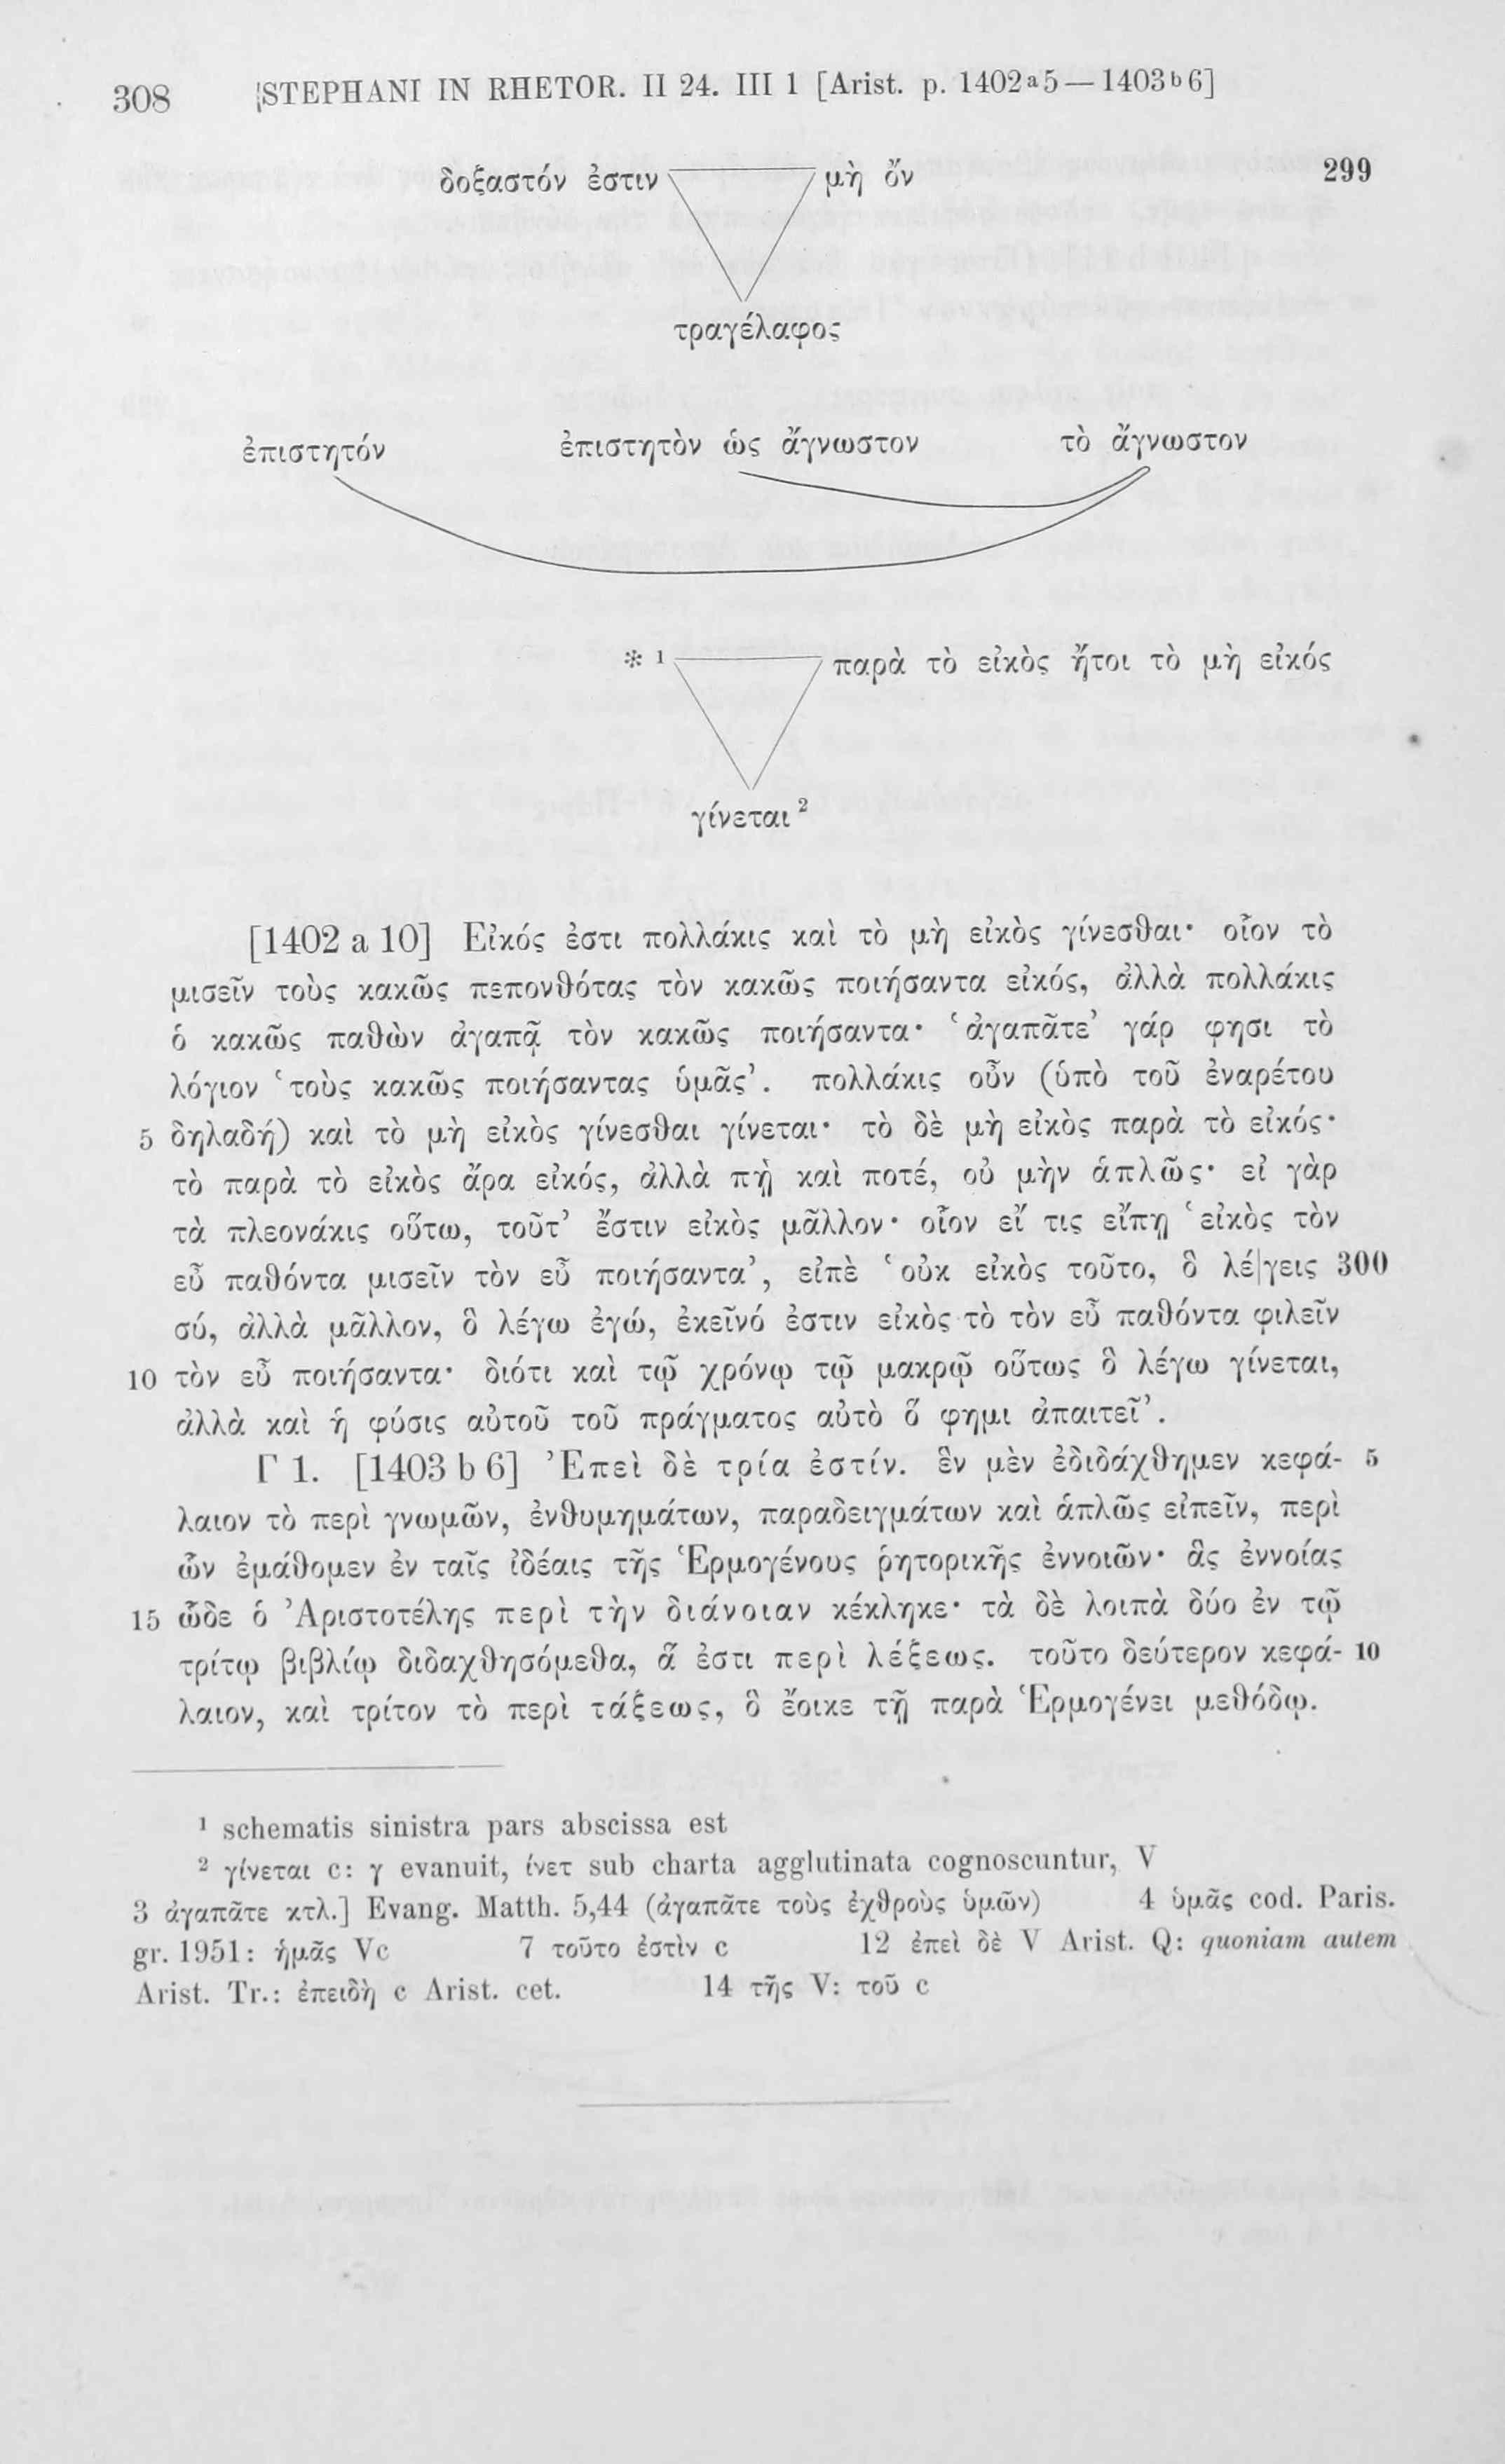 308 STEPHANI IN RHETOR. II 24. III 1 [Arist. p. 1402a5—1403b6]
δοξαστόν ἐστιν μὴ ὄν 299
τραγέλαφος
ἐπιστητόν ἐπιστητὸν ὡς ἄγνωστον τὸ ἄγνωστον
* 1 παρὰ τὸ εἰκὸς ἤτοι τὸ μὴ εἰκός
γίνεται 2
[1402 a 10] Εἰκός ἐστι πολλάκις καὶ τὸ μὴ εἰκὸς γίνεσθαι· οἷον τὸ
μισεῖν τοὺς κακῶς πεπονθότας τὸν κακῶς ποιήσαντα εἰκός, ἀλλὰ πολλάκις
ὁ κακῶς παθὼν ἀγαπᾷ τὸν κακῶς ποιήσαντα· ‘ἀγαπᾶτε’ γάρ φησι τὸ
λόγιον ‘τοὺς κακῶς ποιήσαντας ὑμᾶς’. πολλάκις οὖν (ὑπὸ τοῦ ἐναρέτου
5 δηλαδή) καὶ τὸ μὴ εἰκὸς γίνεσθαι γίνεται· τὸ δὲ μὴ εἰκὸς παρὰ τὸ εἰκός·
τὸ παρὰ τὸ εἰκὸς ἄρα εἰκός, ἀλλὰ πὴ καὶ ποτέ, οὐ μὴν ἁπλῶς· εἰ γὰρ
τὰ πλεονάκις οὕτω, τοῦτ’ ἔστιν εἰκὸς μᾶλλον· οἷον εἴ τις εἴπῃ ‘εἰκὸς τὸν
εὖ παθόντα μισεῖν τὸν εὖ ποιήσαντα’, εἰπὲ ‘οὐκ εἰκὸς τοῦτο, ὃ λέ|γεις 300
σύ, ἀλλὰ μᾶλλον, ὃ λέγω ἐγώ, ἐκεῖνό ἐστιν εἰκὸς τὸ τὸν εὖ παθόντα φιλεῖν
10 τὸν εὖ ποιήσαντα· διότι καὶ τῷ χρόνῳ τῷ μακρῷ οὕτως ὃ λέγω γίνεται,
ἀλλὰ καὶ ἡ φύσις αὐτοῦ τοῦ πράγματος αὐτὸ ὅ φημι ἀπαιτεῖ’.
Γ 1. [1403 b 6] Ἐπεὶ δὲ τρία ἐστίν. ἓν μὲν ἐδιδάχθημεν κεφά- 5
λαιον τὸ περὶ γνωμῶν, ἐνθυμημάτων, παραδειγμάτων καὶ ἁπλῶς εἰπεῖν, περὶ
ὧν ἐμάθομεν ἐν ταῖς ἰδέαις τῆς Ἑρμογένους ῥητορικῆς ἐννοιῶν· ἃς ἐννοίας
15 ὧδε ὁ Ἀριστοτέλης περὶ τὴν διάνοιαν κέκληκε· τὰ δὲ λοιπὰ δύο ἐν τῷ
τρίτῳ βιβλίῳ διδαχθησόμεθα, ἅ ἐστι περὶ λέξεως. τοῦτο δεύτερον κεφά- 10
λαιον, καὶ τρίτον τὸ περὶ τάξεως, ὃ ἔοικε τῇ παρὰ Ἑρμογένει μεθόδῳ.
1 schematis sinistra pars abscissa est
2 γίνεται c: γ evanuit, ίνετ sub charta agglutinata cognoscuntur, V
3 ἀγαπᾶτε κτλ.] Evang. Matth. 5,44 (ἀγαπᾶτε τοὺς ἐχθροὺς ὑμῶν) 4 ὑμᾶς cod. Paris.
gr. 1951: ἡμᾶς Vc 7 τοῦτο ἐστὶν c 12 ἐπεὶ δὲ V Arist. Q: quoniam autem
Arist. Tr.: ἐπειδὴ c Arist. cet. 14 τῆς V: τοῦ c